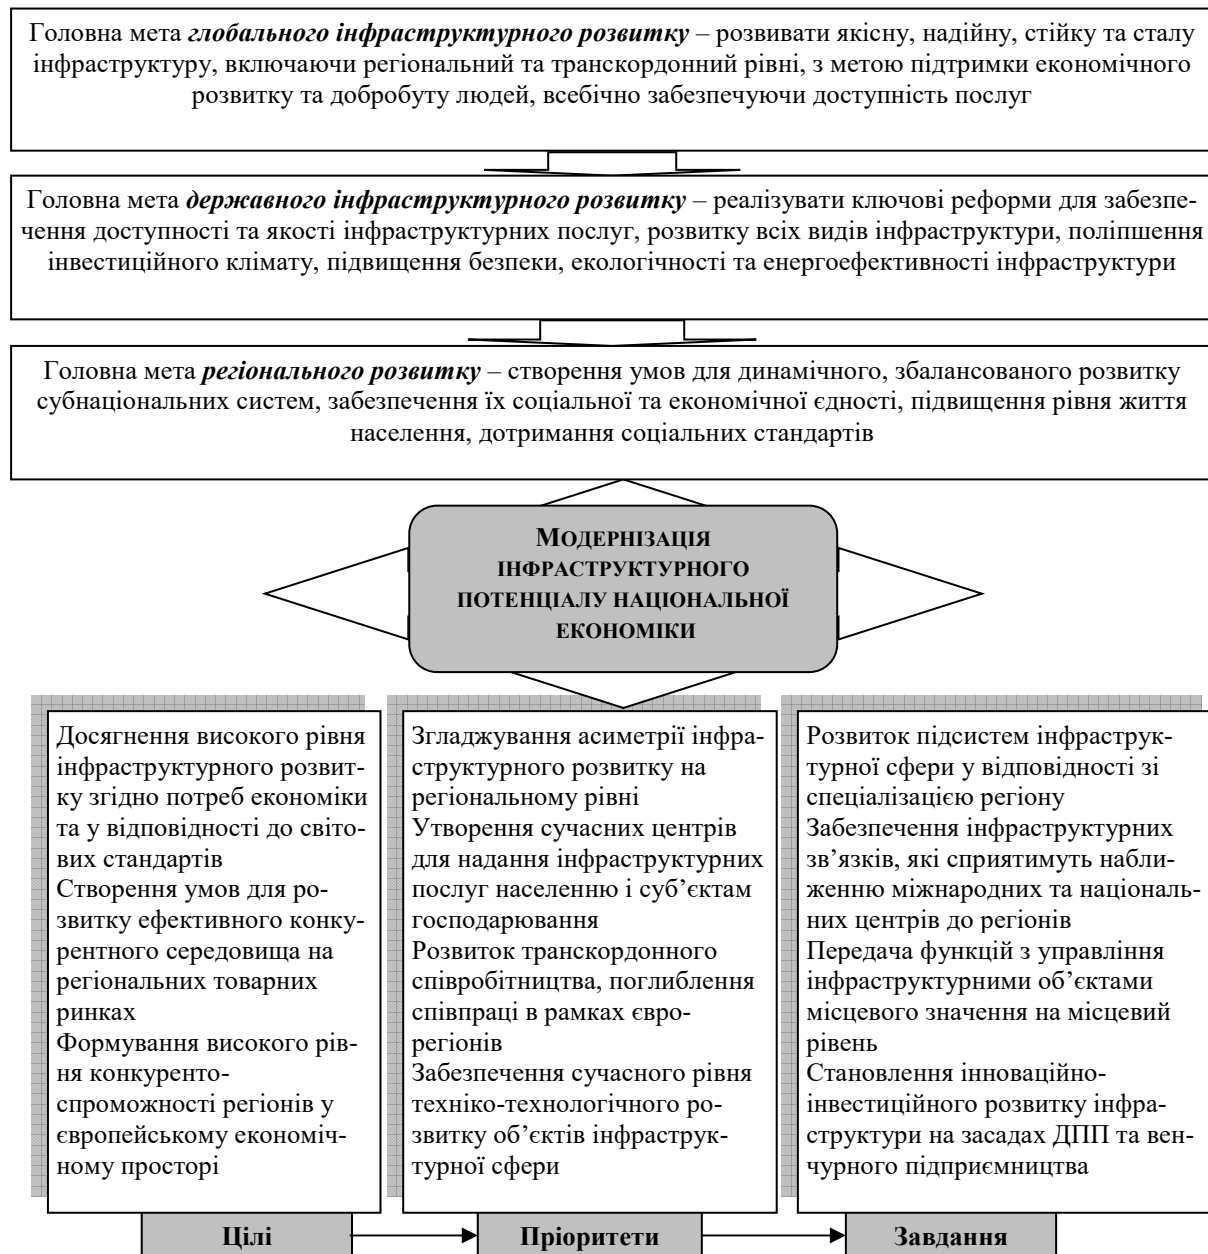 Головна мета глобального інфраструктурного розвитку – розвивати якісну, надійну, стійку та сталу
інфраструктуру, включаючи регіональний та транскордонний рівні, з метою підтримки економічного
розвитку та добробуту людей, всебічно забезпечуючи доступність послуг
Головна мета державного інфраструктурного розвитку – реалізувати ключові реформи для забезпе-
чення доступності та якості інфраструктурних послуг, розвитку всіх видів інфраструктури, поліпшення
інвестиційного клімату, підвищення безпеки, екологічності та енергоефективності інфраструктури
Головна мета регіонального розвитку – створення умов для динамічного, збалансованого розвитку
субнаціональних систем, забезпечення їх соціальної та економічної єдності, підвищення рівня життя
населення, дотримання соціальних стандартів
МОДЕРНІЗАЦІЯ
ІНФРАСТРУКТУРНОГО
ПОТЕНЦІАЛУ НАЦІОНАЛЬНОЇ
ЕКОНОМІКИ
Досягнення високого рівня
інфраструктурного розвит-
ку згідно потреб економіки
та у відповідності до світо-
вих стандартів
Створення умов для ро-
звитку ефективного конку-
рентного середовища на
регіональних товарних
ринках
Формування високого рів-
ня конкуренто-
спроможності регіонів у
європейському економіч-
ному просторі
Цілі
Згладжування асиметрії інфра-
структурного розвитку на
регіональному рівні
Утворення сучасних центрів
для надання інфраструктурних
послуг населенню і суб’єктам
господарювання
Розвиток транскордонного
співробітництва, поглиблення
співпраці в рамках євро-
регіонів
Забезпечення сучасного рівня
техніко-технологічного ро-
звитку об’єктів інфраструк-
турної сфери
Пріоритети
Розвиток підсистем інфраструк-
турної сфери у відповідності зі
спеціалізацією регіону
Забезпечення інфраструктурних
зв’язків, які сприятимуть набли-
женню міжнародних та національ-
них центрів до регіонів
Передача функцій з управління
інфраструктурними об’єктами
місцевого значення на місцевий
рівень
Становлення інноваційно-
інвестиційного розвитку інфра-
структури на засадах ДПП та вен-
чурного підприємництва
Завдання